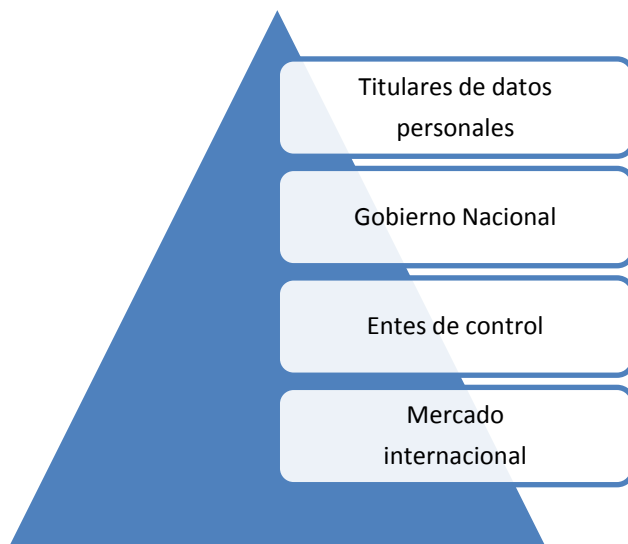 Titulares de datos
personales
Gobierno Nacional
Entes de control
Mercado
internacional